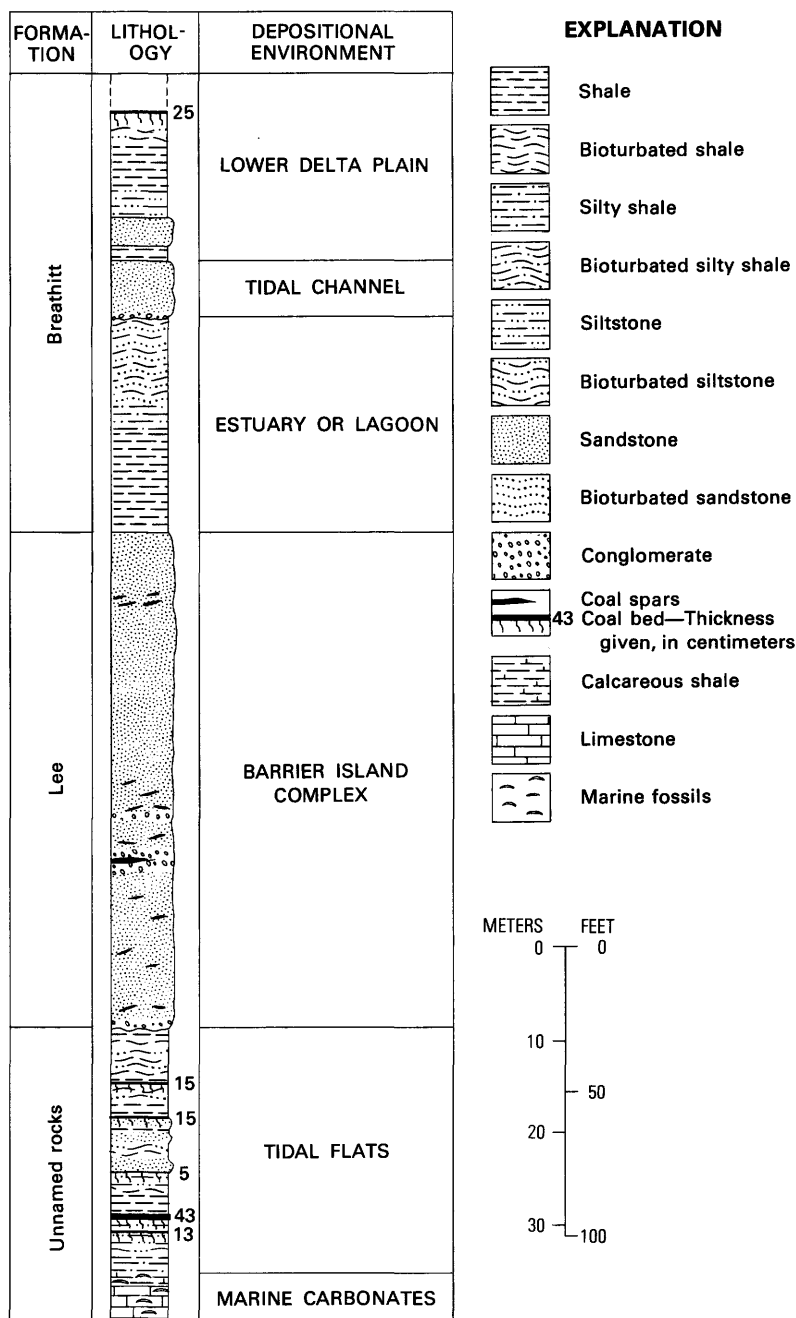 FORMA-
TION
LITHOL-
OGY
DEPOSITIONAL
ENVIRONMENT
Breathitt
25
LOWER DELTA PLAIN
TIDAL CHANNEL
ESTUARY OR LAGOON
Lee
BARRIER ISLAND
COMPLEX
Unnamed rocks
15
15
5
43
13
TIDAL FLATS
MARINE CARBONATES
EXPLANATION
Shale
Bioturbated shale
Silty shale
Bioturbated silty shale
Siltstone
Bioturbated siltstone
Sandstone
Bioturbated sandstone
Conglomerate
Coal spars
43 Coal bed—Thickness
given, in centimeters
Calcareous shale
Limestone
Marine fossils
METERS FEET
0 0
10
50
20
30
100